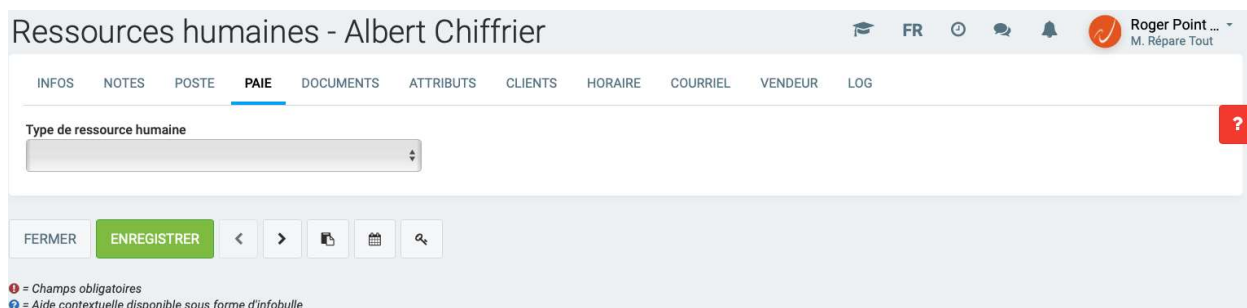 Ressources humaines - Albert Chiffrier
FR
Roger Point ...
M. Répare Tout
INFOS NOTES POSTE PAIE DOCUMENTS ATTRIBUTS CLIENTS HORAIRE COURRIEL VENDEUR LOG
?
Type de ressource humaine
FERMER ENREGISTRER
= Champs obligatoires
= Aide contextuelle disponible sous forme d'infobulle